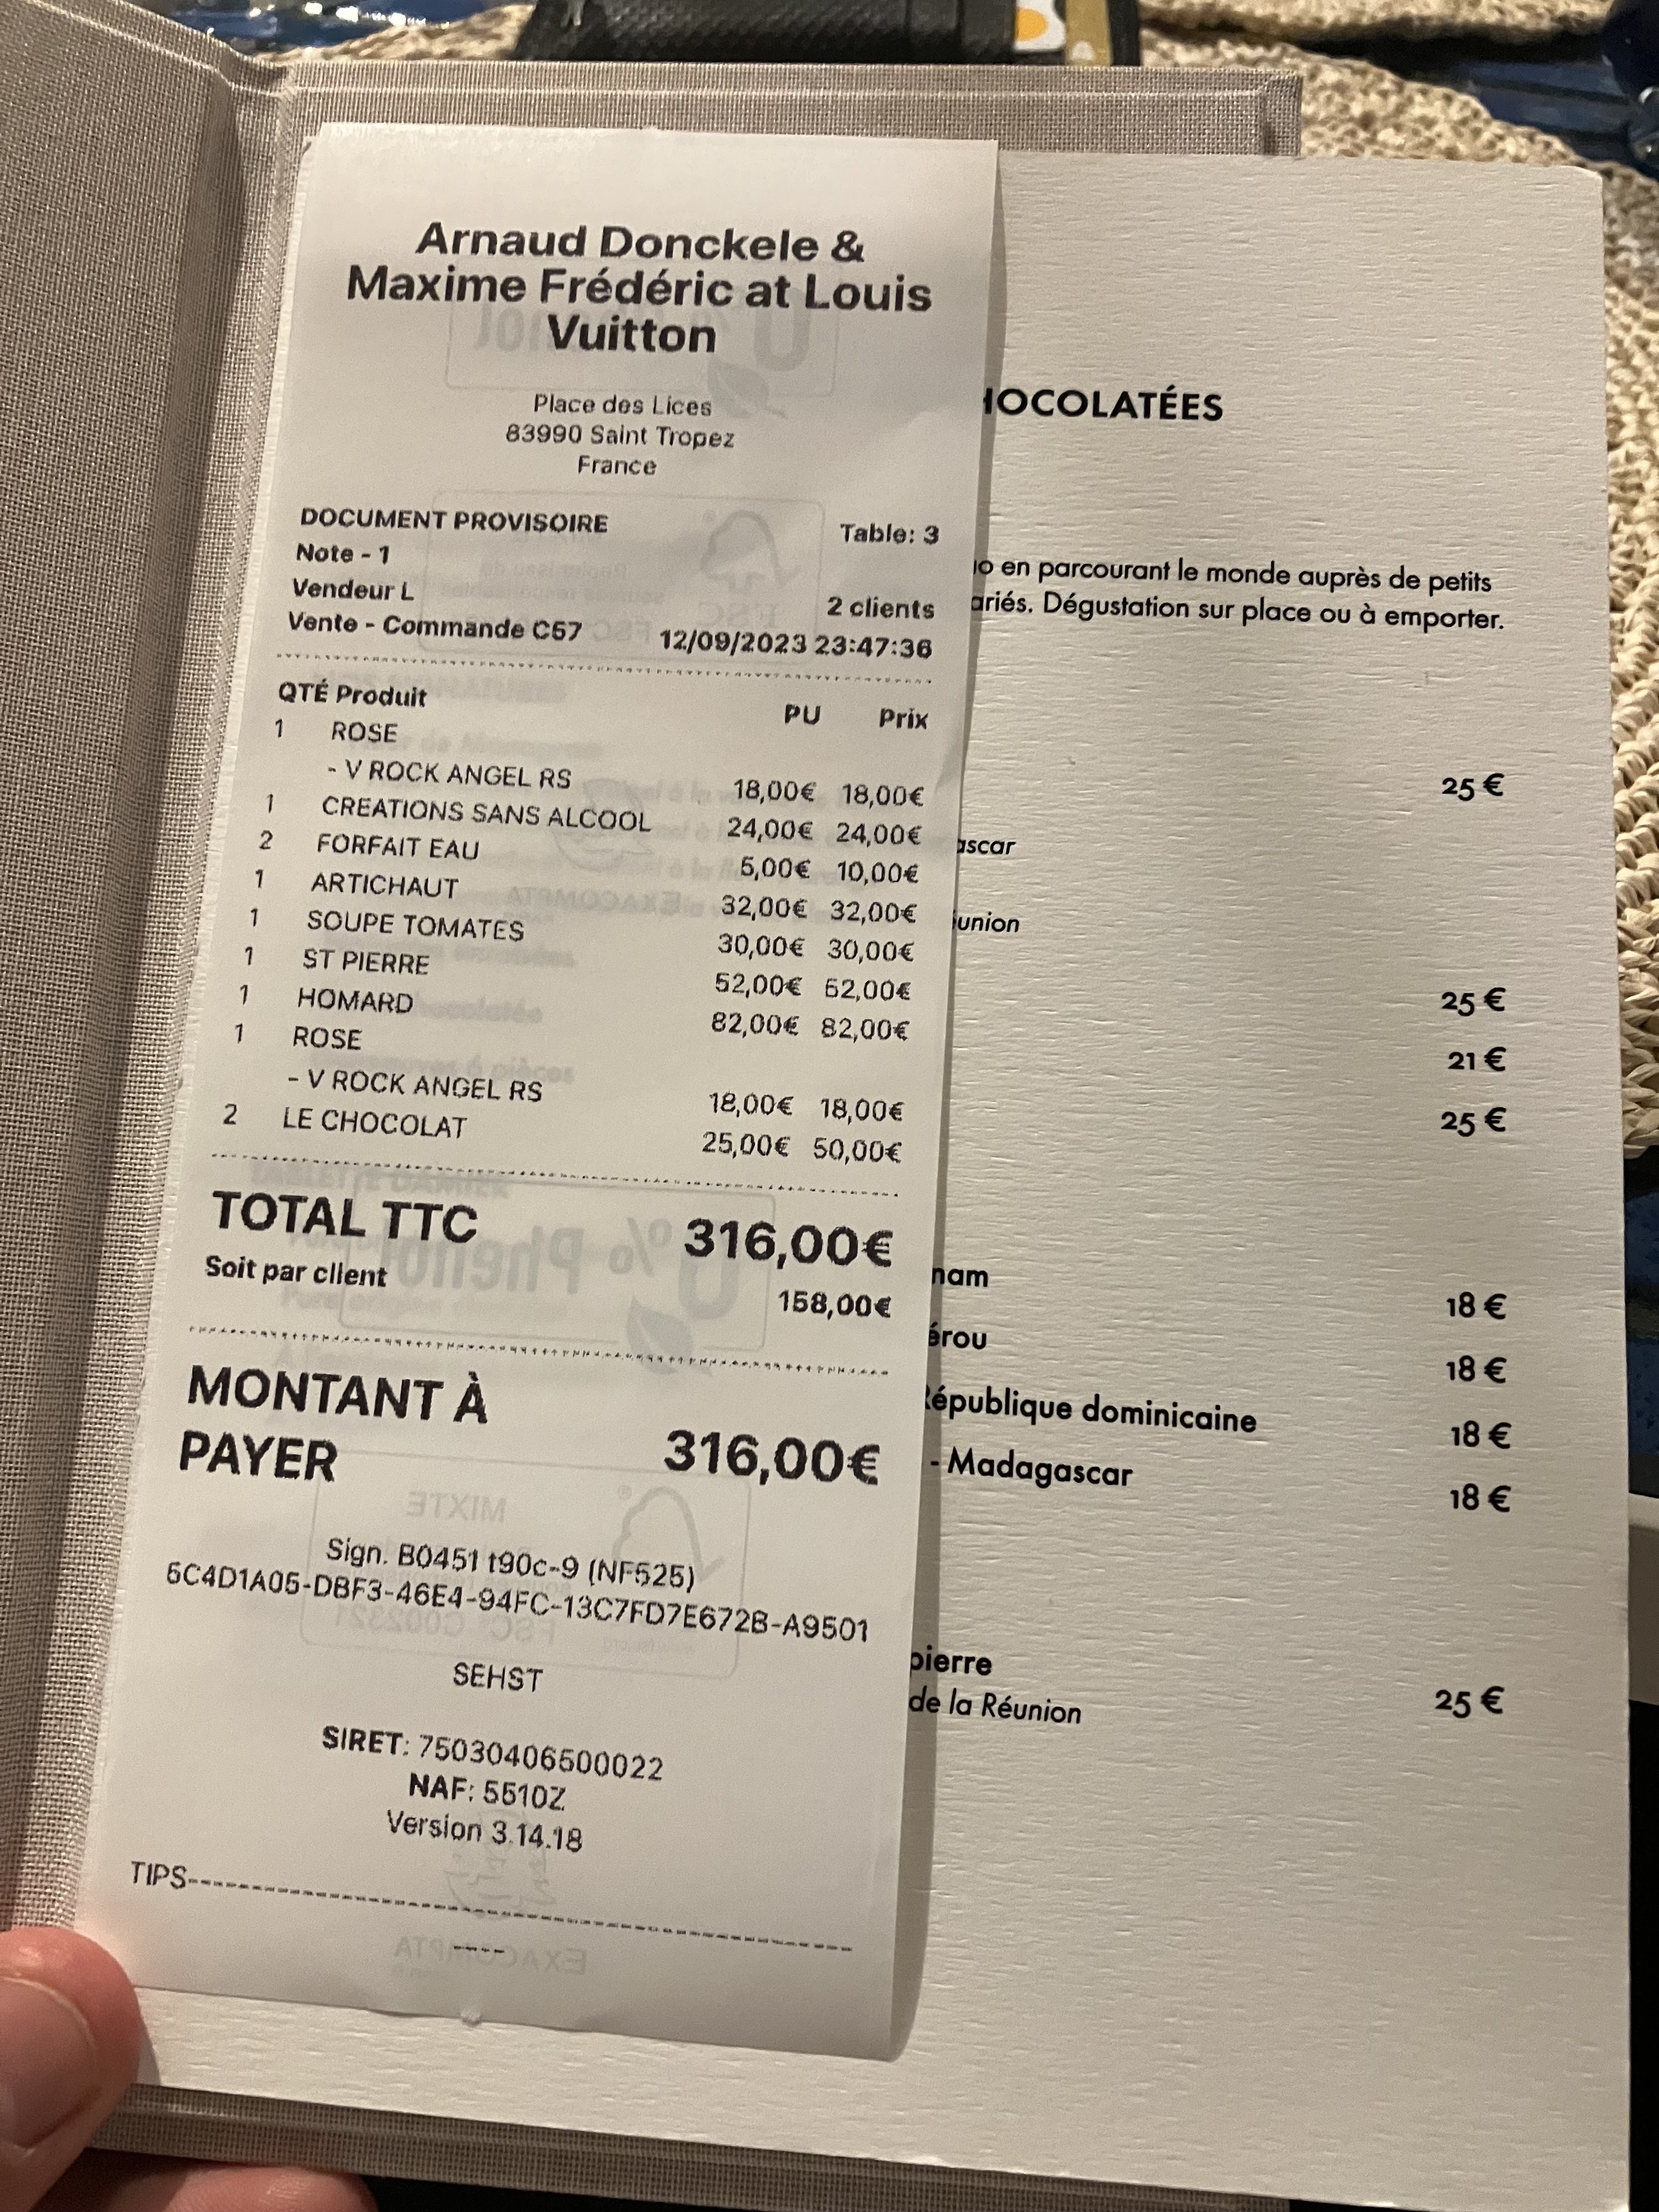 Arnaud Donckele &
Maxime Frédéric at Louis
Vuitton
Place des Lices
83990 Saint Tropez
France
DOCUMENT PROVISOIRE
Table: 3
Note - 1
Vendeur L
2 clients
Vente - Commande C57
12/09/2023 23:47:36
QTÉ Produit PU Prix
1 ROSE
- V ROCK ANGEL RS 18,00€ 18,00€
1 CREATIONS SANS ALCOOL 24,00€ 24,00€
2 FORFAIT EAU 5,00€ 10,00€
1 ARTICHAUT 32,00€ 32,00€
1 SOUPE TOMATES 30,00€ 30,00€
1 ST PIERRE 52,00€ 52,00€
1 HOMARD 82,00€ 82,00€
1 ROSE
- V ROCK ANGEL RS 18,00€ 18,00€
2 LE CHOCOLAT 25,00€ 50,00€
TOTAL TTC 316,00€
Soit par client 158,00€
MONTANT À
PAYER 316,00€
Sign. B0451 t90c-9 (NF525)
5C4D1A05-DBF3-46E4-94FC-13C7FD7E672B-A9501
SEHST
SIRET: 75030406500022
NAF: 5510Z
Version 3.14.18
TIPS--------------------------------------------
----
HOCOLATÉES
en parcourant le monde auprès de petits
ariés. Dégustation sur place ou à emporter.
25 €
ascar
union
25 €
21 €
25 €
nam 18 €
érou 18 €
République dominicaine 18 €
- Madagascar 18 €
pierre
de la Réunion 25 €